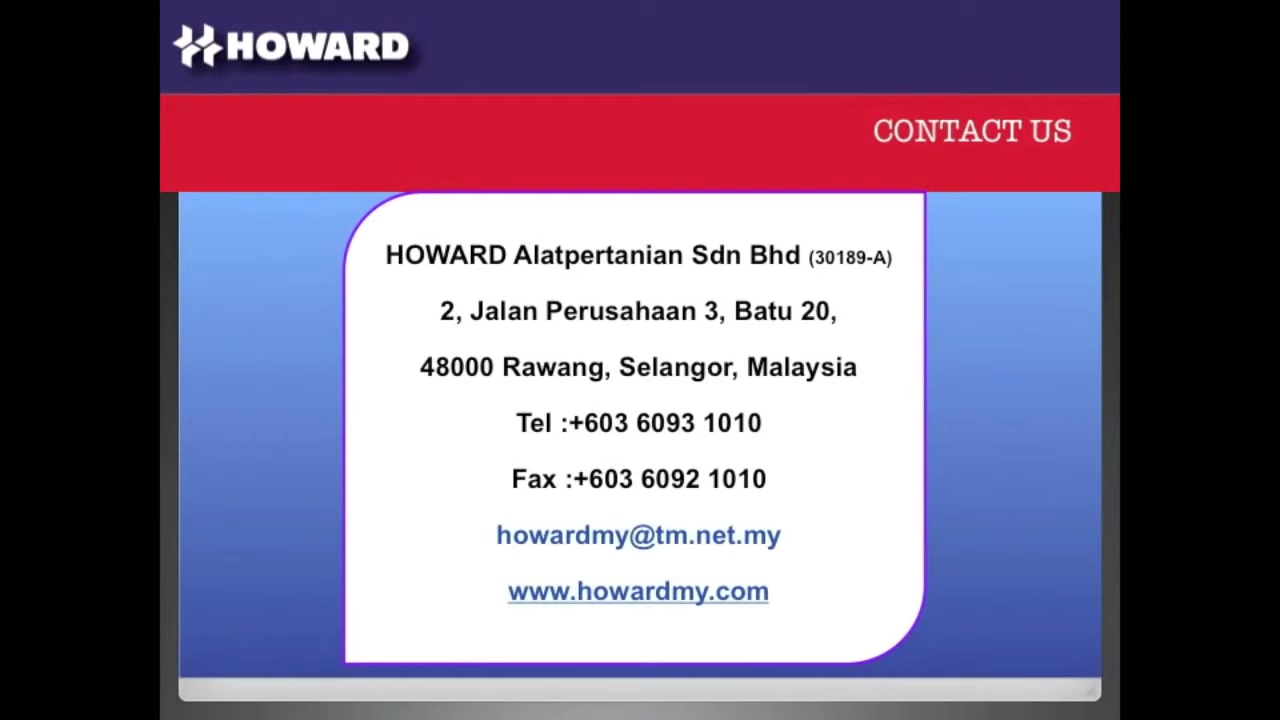 HOWARD
CONTACT US
HOWARD Alatpertanian Sdn Bhd (30189-A)
2, Jalan Perusahaan 3, Batu 20,
48000 Rawang, Selangor, Malaysia
Tel :+603 6093 1010
Fax :+603 6092 1010
howardmy@tm.net.my
www.howardmy.com